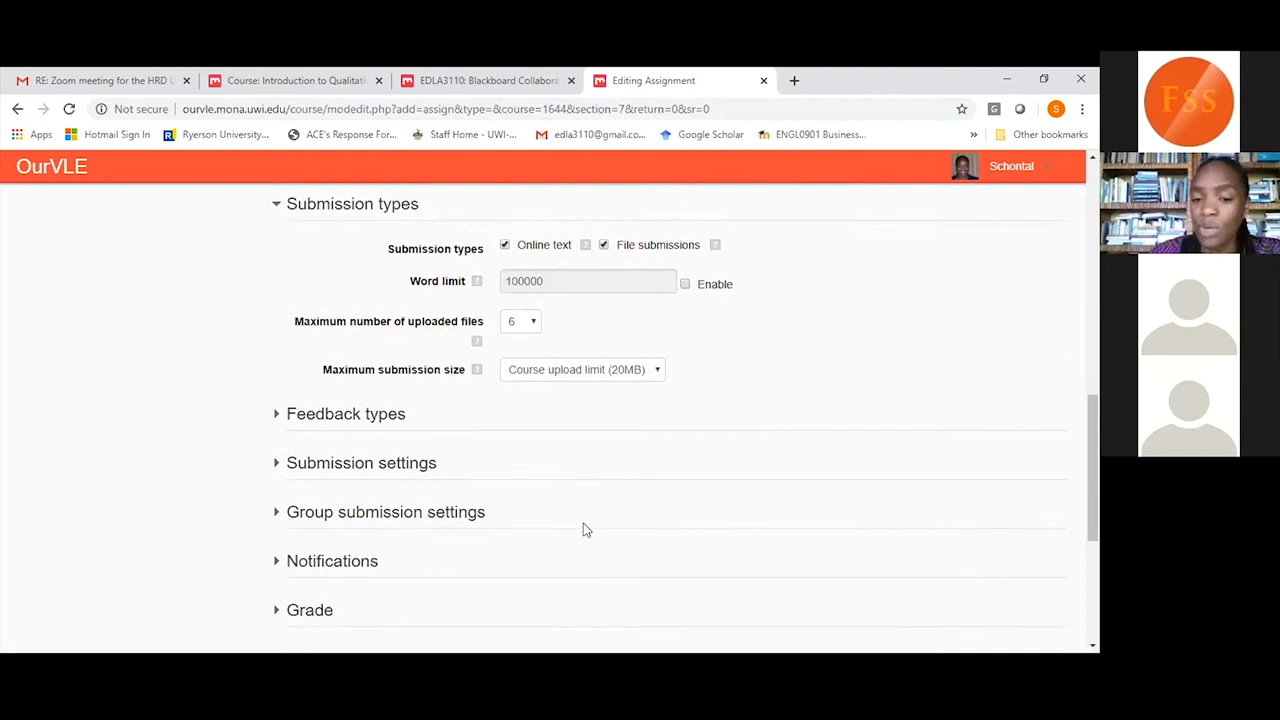 RE: Zoom meeting for the HRD U
Course: Introduction to Qualitati
EDLA3110: Blackboard Collabora
Editing Assignment
Not secure ourvle.mona.uwi.edu/course/modedit.php?add=assign&type=&course=1644&section=7&return=0&sr=0
Apps Hotmail Sign In Ryerson University... ACE's Response For... Staff Home - UWI-... edla3110@gmail.co... Google Scholar ENGL0901 Business... » Other bookmarks
OurVLE Schontal
Submission types
Submission types Online text File submissions
Word limit 100000 Enable
Maximum number of uploaded files 6
Maximum submission size Course upload limit (20MB)
Feedback types
Submission settings
Group submission settings
Notifications
Grade
FSS